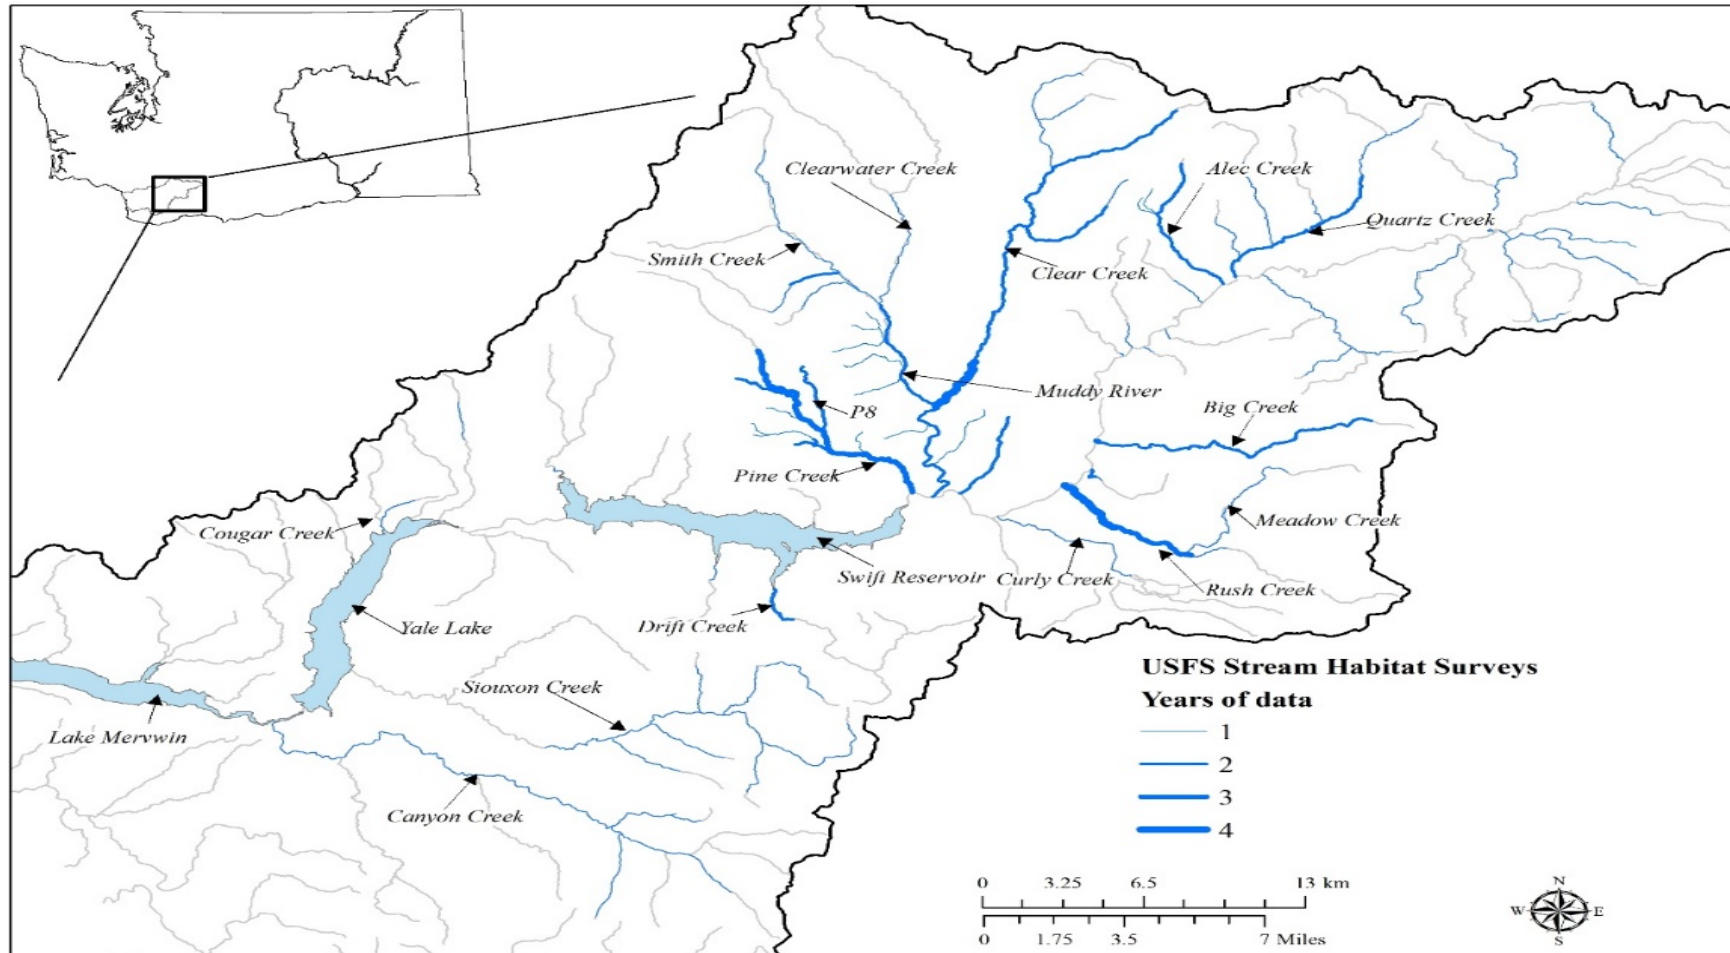 Clearwater Creek
Alec Creek
Quartz Creek
Smith Creek
Clear Creek
Muddy River
P8
Big Creek
Pine Creek
Meadow Creek
Cougar Creek
Swift Reservoir
Curly Creek
Rush Creek
Yale Lake
Drift Creek
Siouxon Creek
Lake Mervwin
Canyon Creek
USFS Stream Habitat Surveys
Years of data
1
2
3
4
0 3.25 6.5 13 km
0 1.75 3.5 7 Miles
N
W E
S